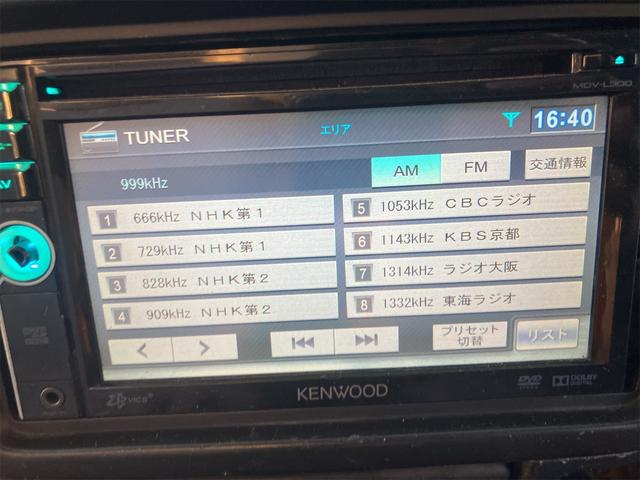 MDV-L300
TUNER
エリア
16:40
999kHz
AM
FM
交通情報
1 666kHz NHK第1
2 729kHz NHK第1
3 828kHz NHK第2
4 909kHz NHK第2
5 1053kHz CBCラジオ
6 1143kHz KBS京都
7 1314kHz ラジオ大阪
8 1332kHz 東海ラジオ
プリセット
切替
リスト
AV
VICS
KENWOOD
DVD
DOLBY
DIGITAL